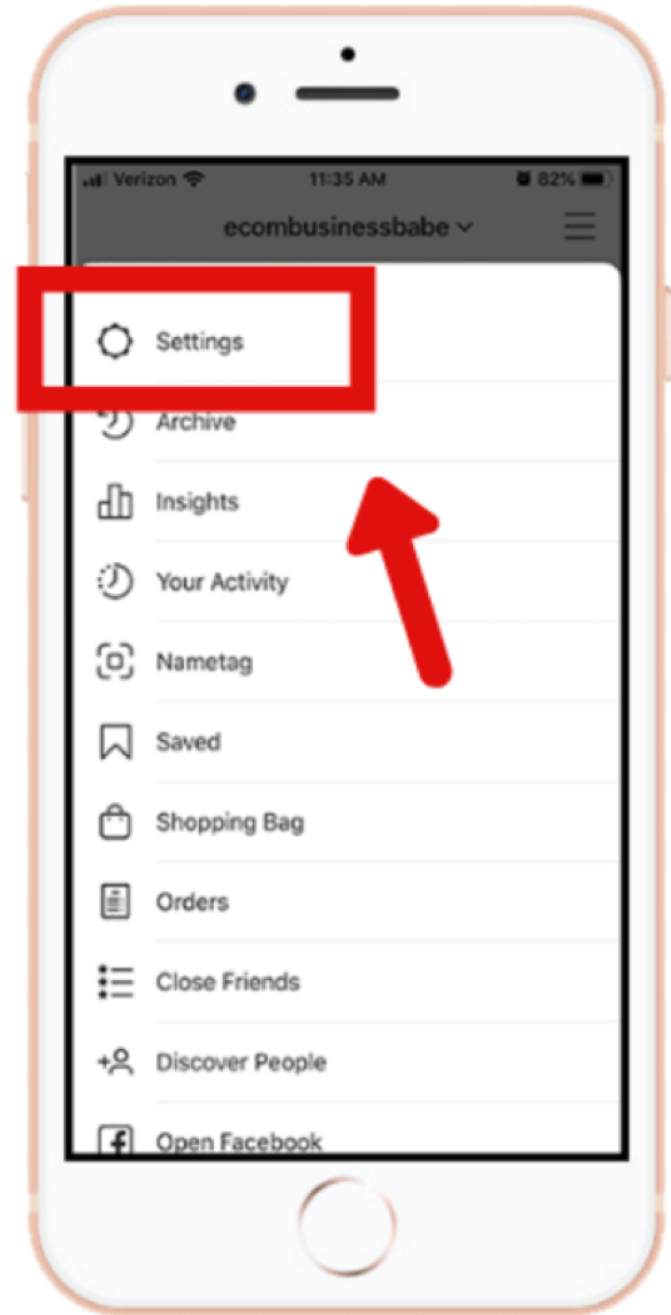 Verizon 11:35 AM 82%
ecombusinessbabe
Settings
Archive
Insights
Your Activity
Nametag
Saved
Shopping Bag
Orders
Close Friends
Discover People
Open Facebook